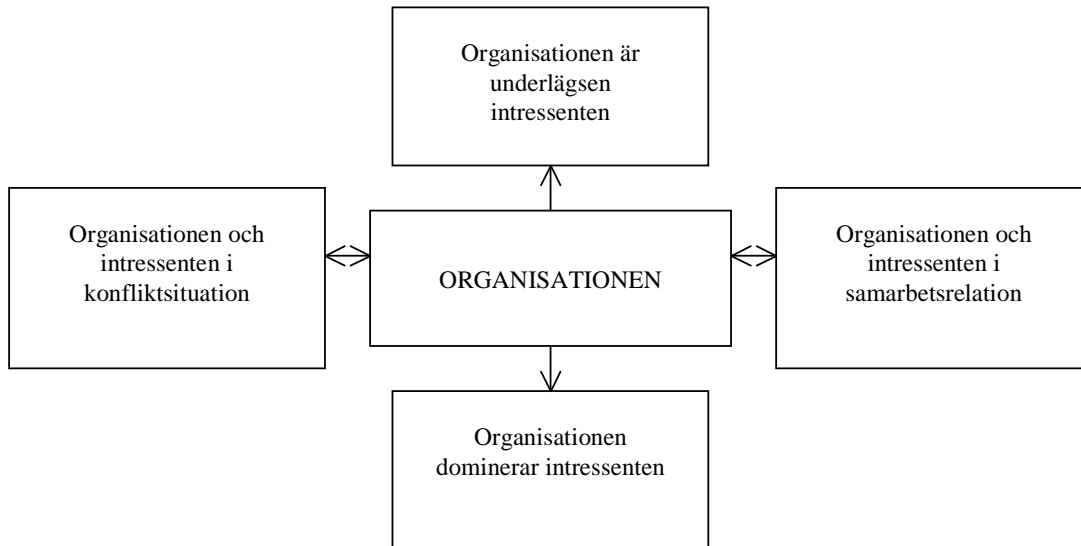 Organisationen är
underlägsen
intressenten
Organisationen och
intressenten i
konfliktsituation
ORGANISATIONEN
Organisationen och
intressenten i
samarbetsrelation
Organisationen
dominerar intressenten